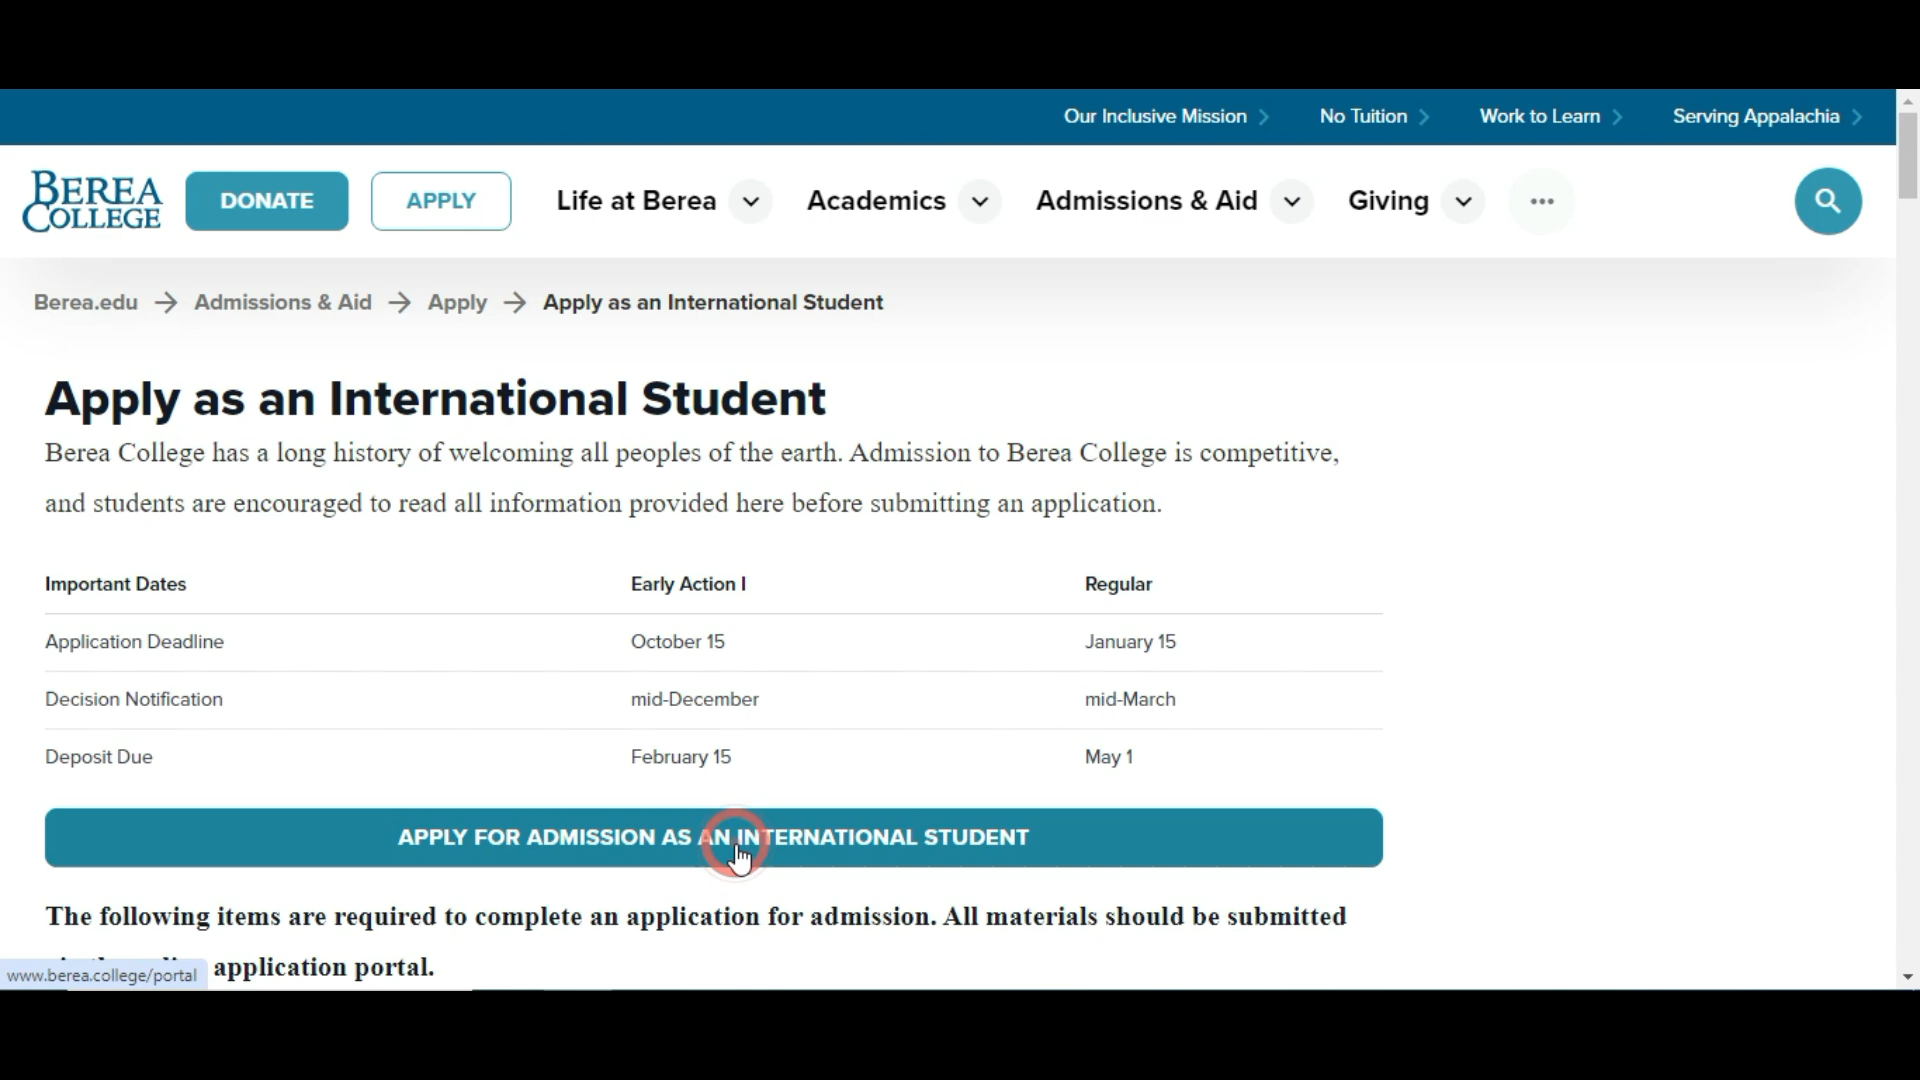 Our Inclusive Mission
No Tuition
Work to Learn
Serving Appalachia
BEREA
COLLEGE
DONATE
APPLY
Life at Berea
Academics
Admissions & Aid
Giving
Berea.edu → Admissions & Aid → Apply → Apply as an International Student
Apply as an International Student
Berea College has a long history of welcoming all peoples of the earth. Admission to Berea College is competitive,
and students are encouraged to read all information provided here before submitting an application.
Important Dates Early Action I Regular
Application Deadline October 15 January 15
Decision Notification mid-December mid-March
Deposit Due February 15 May 1
APPLY FOR ADMISSION AS AN INTERNATIONAL STUDENT
The following items are required to complete an application for admission. All materials should be submitted
application portal.
www.berea.college/portal